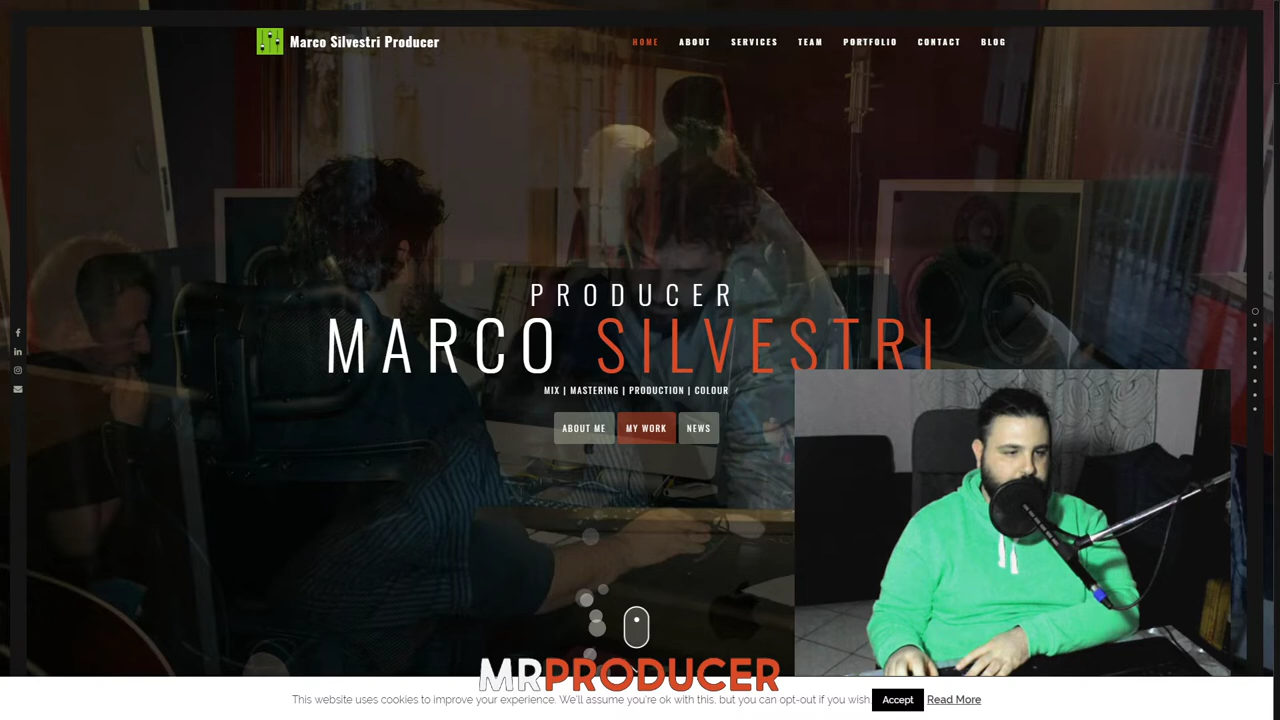 Marco Silvestri Producer
HOME ABOUT SERVICES TEAM PORTFOLIO CONTACT BLOG
PRODUCER
MARCO SILVESTRI
MIX | MASTERING | PRODUCTION | COLOUR
ABOUT ME MY WORK NEWS
MRPRODUCER
This website uses cookies to improve your experience. We'll assume you're ok with this, but you can opt-out if you wish. Accept Read More